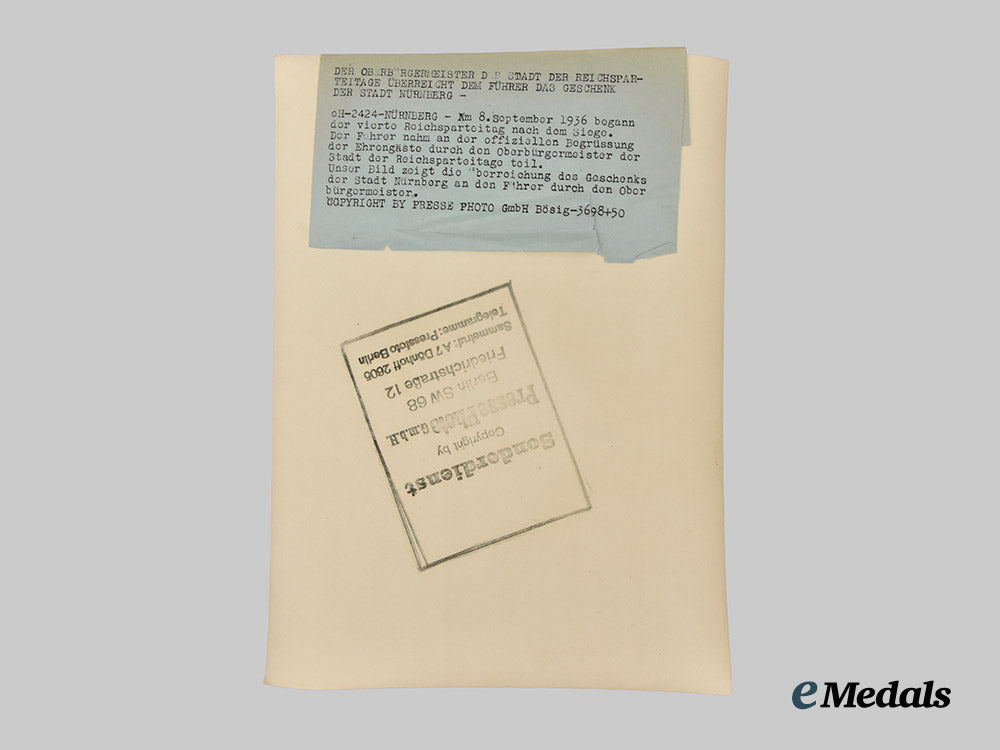 DER OBERBÜRGERMEISTER DER STADT DER REICHSPAR-
TEITAGE ÜBERREICHT DEM FÜHRER DAS GESCHENK
DER STADT NÜRNBERG -
eH-2424-NÜRNBERG - Am 8.September 1936 begann
der vierte Reichsparteitag nach dem Siege.
Der Führer nahm an der offiziellen Begrüssung
der Ehrengäste durch den Oberbürgermeister der
Stadt der Reichsparteitage teil.
Unser Bild zeigt die Überreichung des Geschenks
der Stadt Nürnberg an den Führer durch den Ober
bürgermeister.
COPYRIGHT BY PRESSE PHOTO GmbH Bösig-3698+50
Sonderdienst
Copyright by
Presse Photo G.m.b.H.
Berlin SW 68
Friedrichstraße 12
Sammelruf: A 7 Dönhoff 2605
Telegramme: Pressfoto Berlin
eMedals